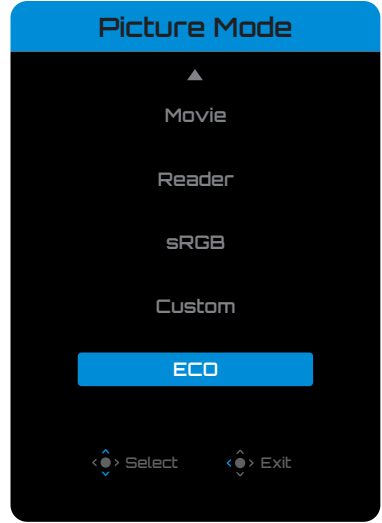 Picture Mode
Movie
Reader
sRGB
Custom
ECO
Select Exit